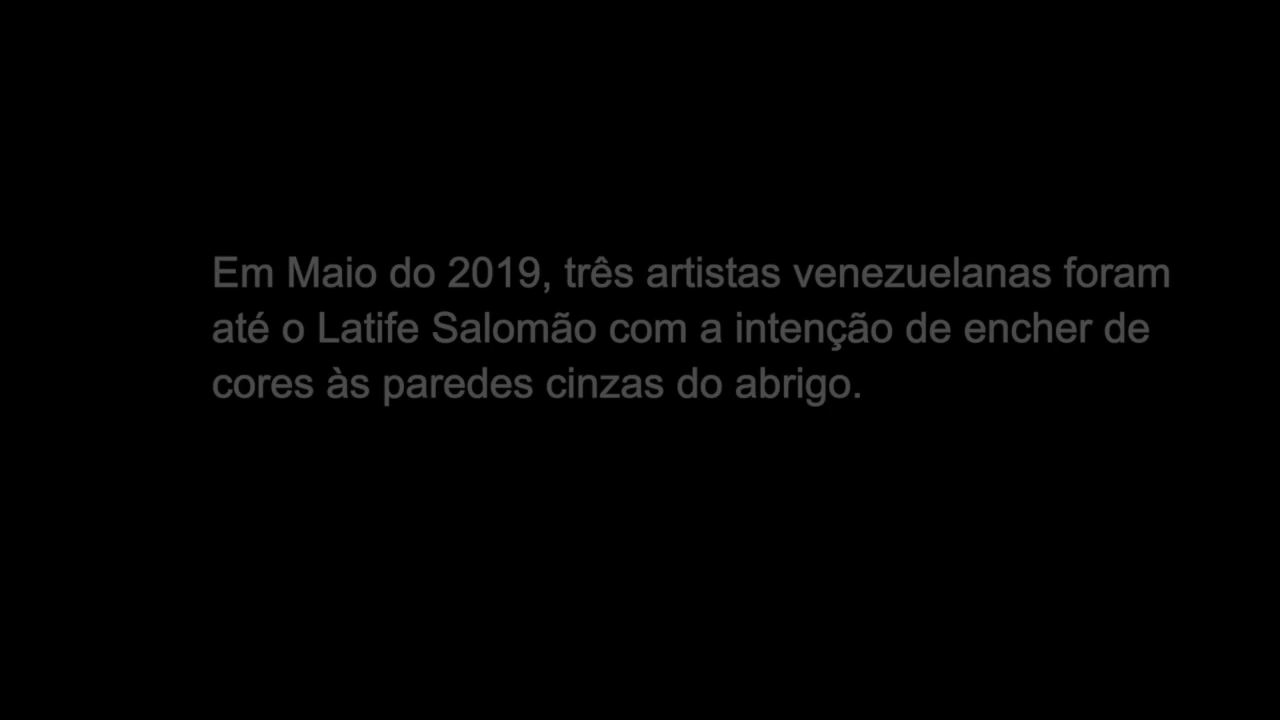 Em Maio do 2019, três artistas venezuelanas foram
até o Latife Salomão com a intenção de encher de
cores às paredes cinzas do abrigo.